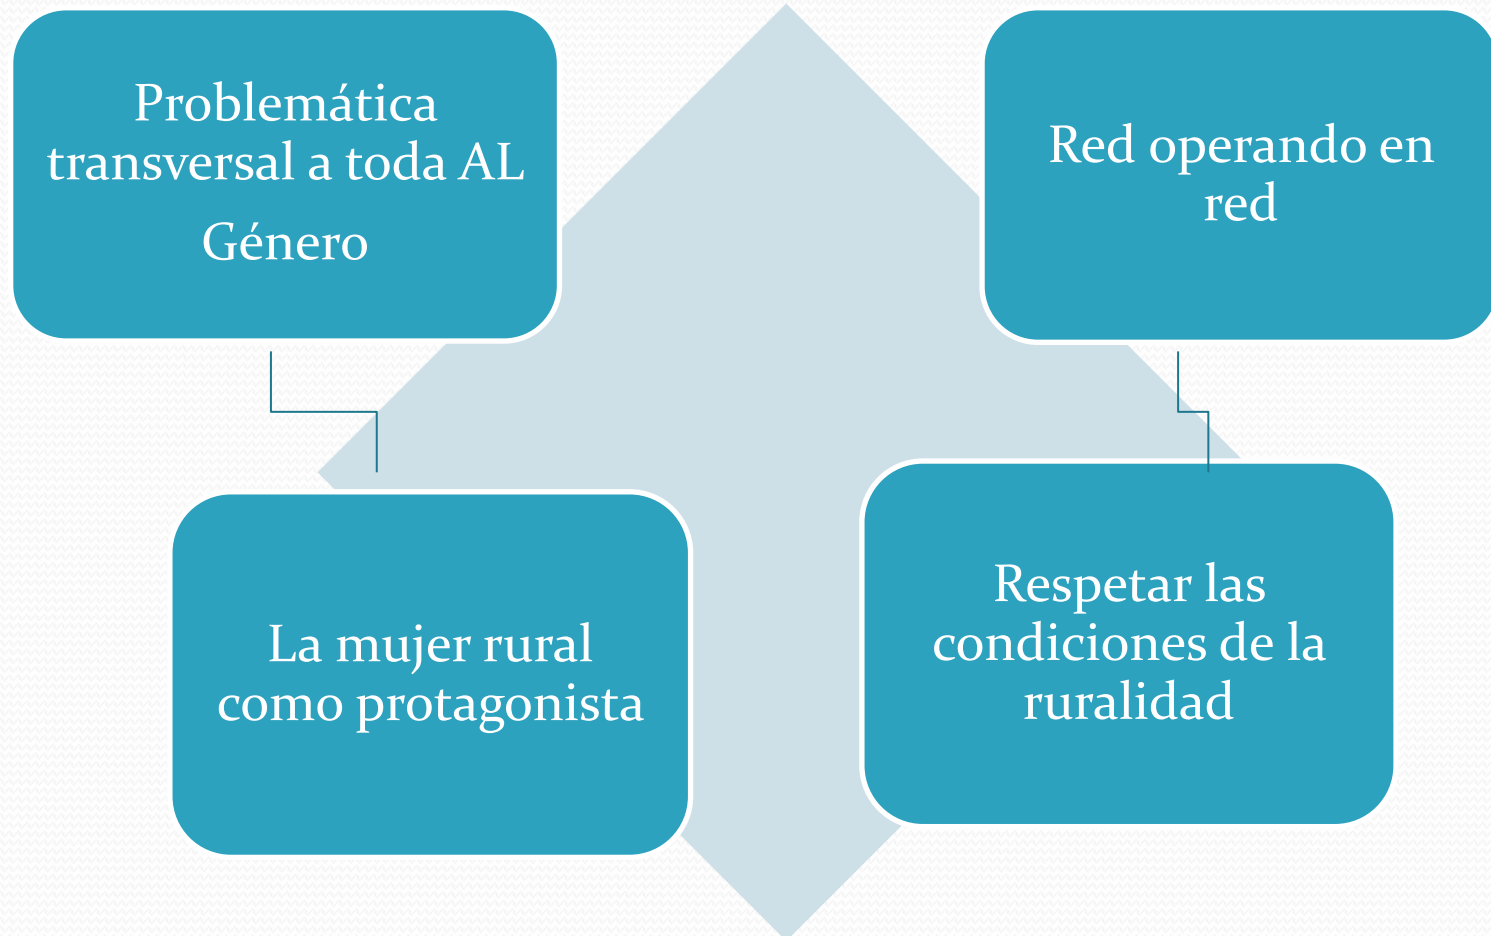 Problemática
transversal a toda AL
Género
Red operando en
red
La mujer rural
como protagonista
Respetar las
condiciones de la
ruralidad